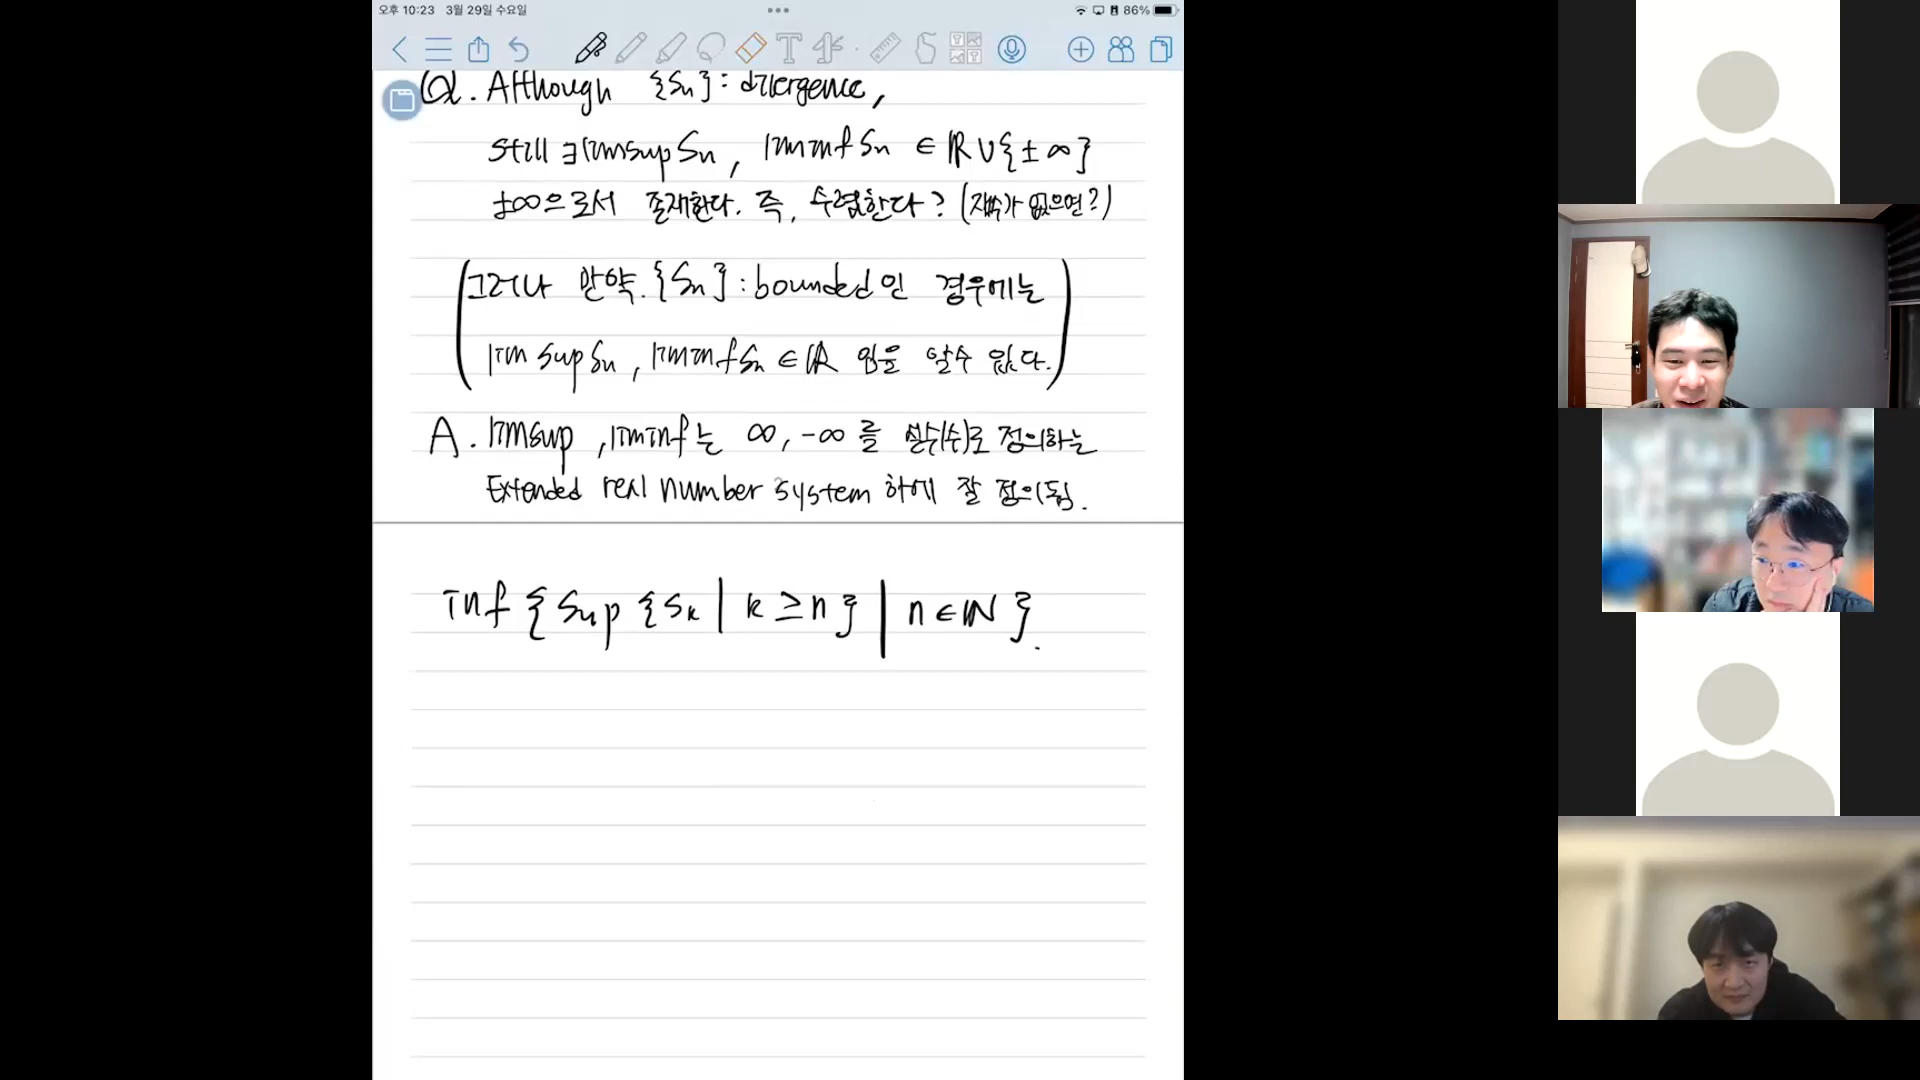 오후 10:23 3월 29일 수요일
86%
Q. Although {Sn} : divergence,
still ∃limsup Sn, liminf Sn ∈ ℝ ∪ {±∞}
±∞으로서 존재한다. 즉, 수렴한다? ( 없으면?)
(그러나 만약. {Sn} : bounded인 경우에는
lim sup Sn, liminf Sn ∈ ℝ 임을 알수 있다.)
A. limsup, liminf는 ∞, -∞ 를 실수(수)로 정의하는
Extended real number system 하에 잘 정의(됨).
inf { sup {sk | k ≥ n} | n ∈ ℕ }.